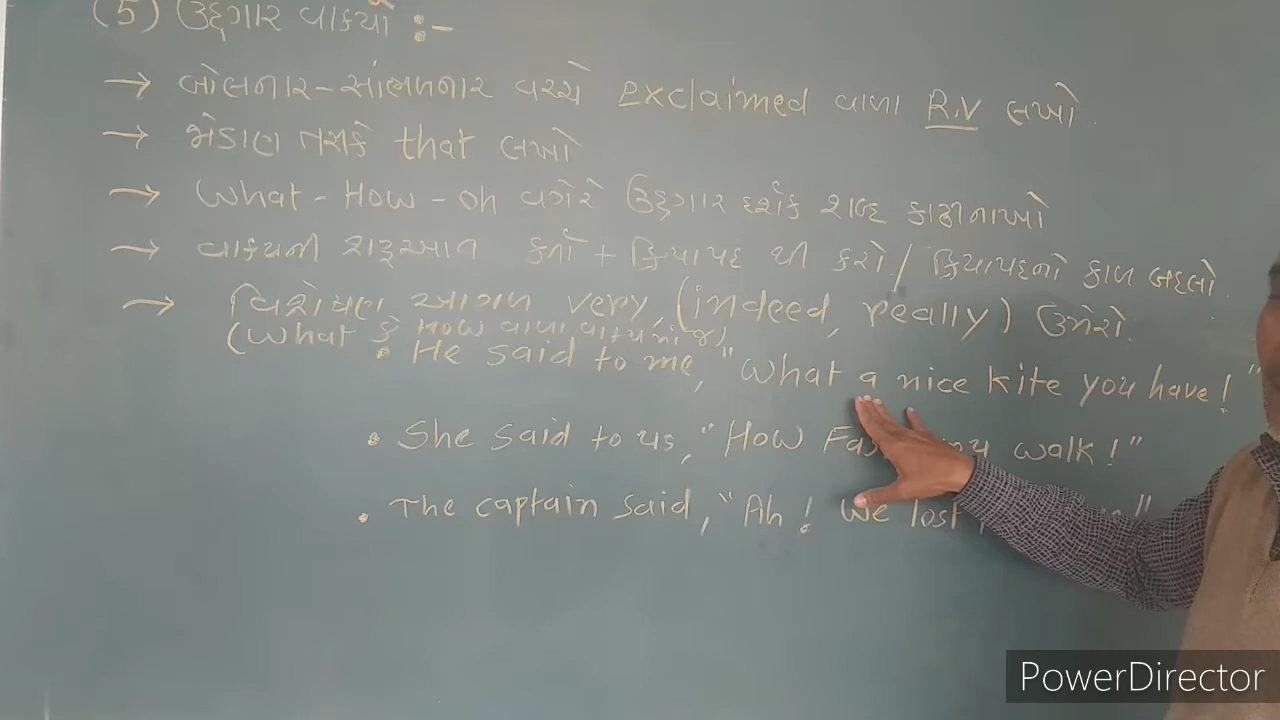 (5) ઉદ્દગાર વાક્યો :-
→ બોલનાર-સાંભળનાર વચ્ચે exclaimed વાળા R.V લખો.
→ જોડાણ તરીકે that લખો
→ What - How - Oh વગેરે ઉદ્દગાર દર્શક શબ્દ કાઢીનાખો
→ વાક્યની શરૂઆત કર્તા + ક્રિયાપદ થી કરો / ક્રિયાપદનો કાળ બદલો.
→ વિશેષણ આગળ very, (indeed, really) ઉમેરો.
(What કે How વાળા વાક્યમાં જ)
• He said to me, "What a nice kite you have!"
• She said to us, "How walk!"
• The captain said, "Ah! We lost
PowerDirector